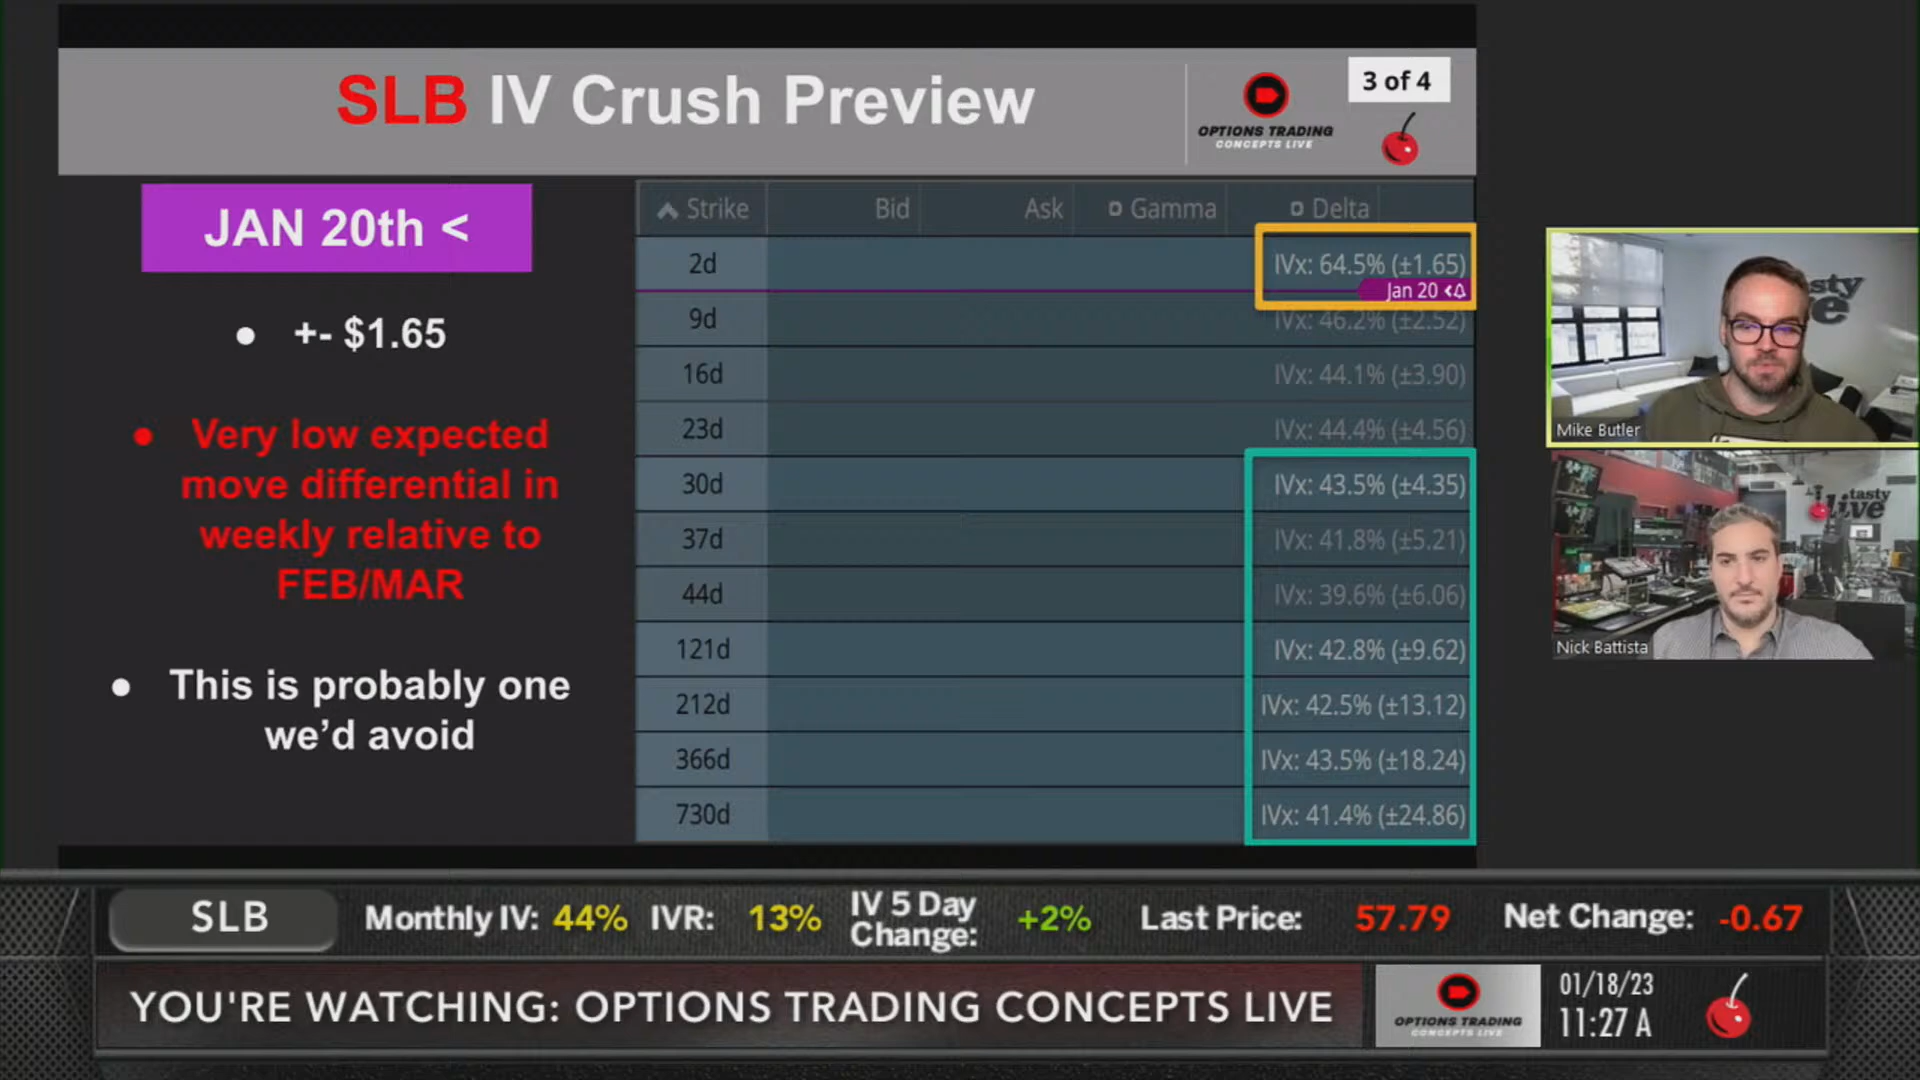 SLB IV Crush Preview
OPTIONS TRADING
CONCEPTS LIVE
3 of 4
JAN 20th <
+- $1.65
Very low expected
move differential in
weekly relative to
FEB/MAR
This is probably one
we'd avoid
Strike Bid Ask Gamma Delta
2d IVx: 64.5% (±1.65)
Jan 20
9d IVx: 46.2% (±2.52)
16d IVx: 44.1% (±3.90)
23d IVx: 44.4% (±4.56)
30d IVx: 43.5% (±4.35)
37d IVx: 41.8% (±5.21)
44d IVx: 39.6% (±6.06)
121d IVx: 42.8% (±9.62)
212d IVx: 42.5% (±13.12)
366d IVx: 43.5% (±18.24)
730d IVx: 41.4% (±24.86)
tasty
live
Mike Butler
tasty
live
Nick Battista
SLB Monthly IV: 44% IVR: 13% IV 5 Day Change: +2% Last Price: 57.79 Net Change: -0.67
YOU'RE WATCHING: OPTIONS TRADING CONCEPTS LIVE
OPTIONS TRADING
CONCEPTS LIVE
01/18/23
11:27 A